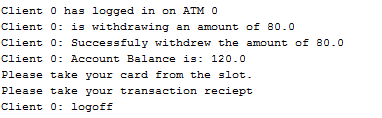 Client 0 has logged in on ATM 0
Client 0: is withdrawing an amount of 80.0
Client 0: Successfuly withdrew the amount of 80.0
Client 0: Account Balance is: 120.0
Please take your card from the slot.
Please take your transaction reciept
Client 0: logoff